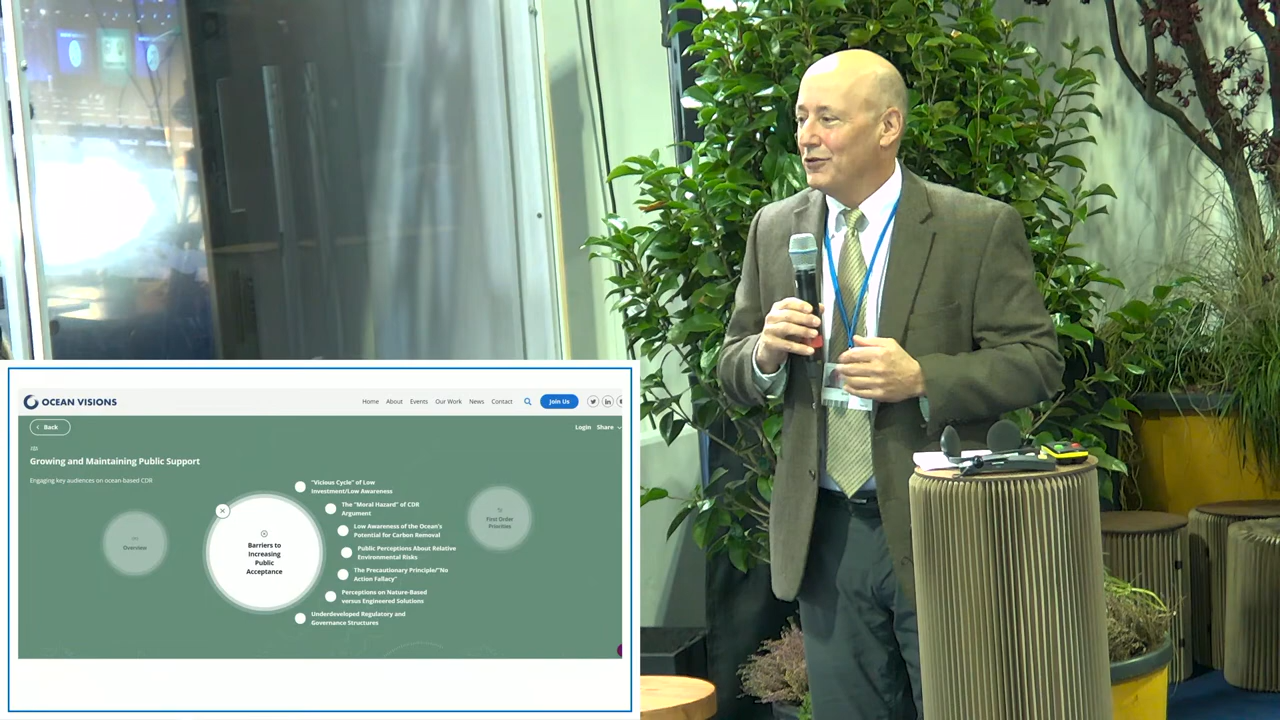 OCEAN VISIONS
Home About Events Our Work News Contact Join Us
Back
Login Share
Growing and Maintaining Public Support
Engaging key audiences on ocean-based CDR
Overview
Barriers to
Increasing
Public
Acceptance
"Vicious Cycle" of Low
Investment/Low Awareness
The "Moral Hazard" of CDR
Argument
Low Awareness of the Ocean's
Potential for Carbon Removal
Public Perceptions About Relative
Environmental Risks
The Precautionary Principle/"No
Action Fallacy"
Perceptions on Nature-Based
versus Engineered Solutions
Underdeveloped Regulatory and
Governance Structures
First Order
Priorities